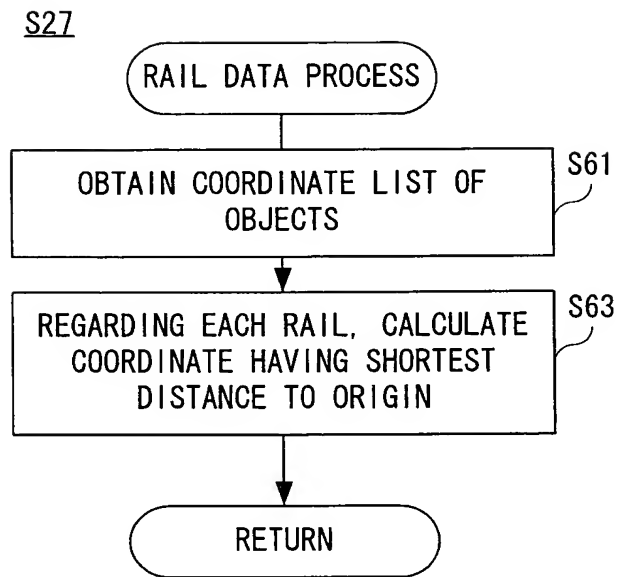 S27
RAIL DATA PROCESS
OBTAIN COORDINATE LIST OF
OBJECTS
S61
REGARDING EACH RAIL, CALCULATE
COORDINATE HAVING SHORTEST
DISTANCE TO ORIGIN
S63
RETURN